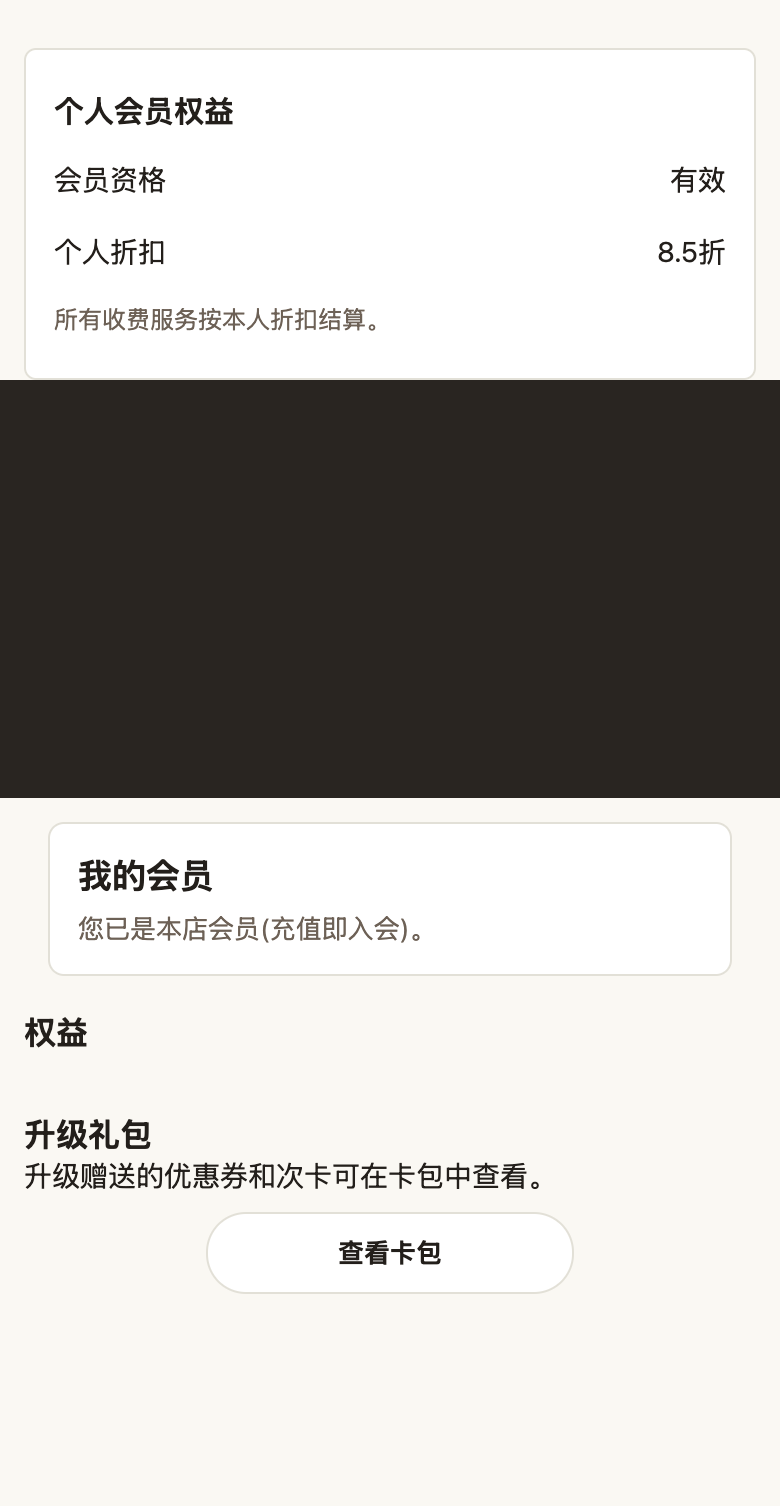 个人会员权益
会员资格 有效
个人折扣 8.5折
所有收费服务按本人折扣结算。
我的会员
您已是本店会员(充值即入会)。
权益
升级礼包
升级赠送的优惠券和次卡可在卡包中查看。
查看卡包